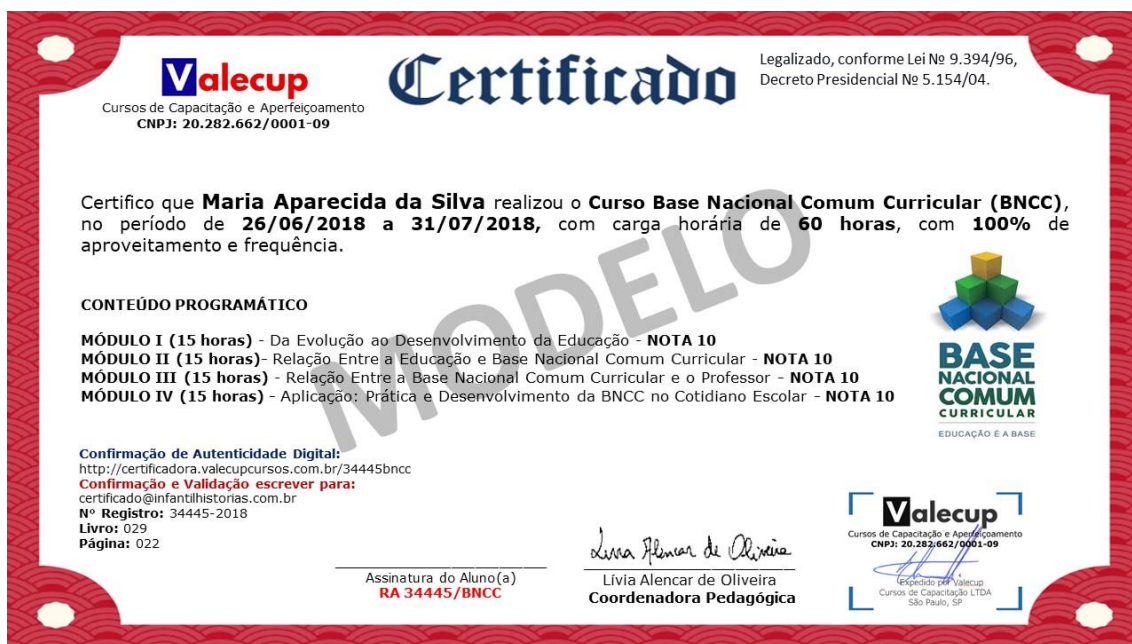 Valecup
Cursos de Capacitação e Aperfeiçoamento
CNPJ: 20.282.662/0001-09
Certificado
Legalizado, conforme Lei Nº 9.394/96,
Decreto Presidencial Nº 5.154/04.
Certifico que Maria Aparecida da Silva realizou o Curso Base Nacional Comum Curricular (BNCC),
no período de 26/06/2018 a 31/07/2018, com carga horária de 60 horas, com 100% de
aproveitamento e frequência.
MODELO
CONTEÚDO PROGRAMÁTICO
MÓDULO I (15 horas) - Da Evolução ao Desenvolvimento da Educação - NOTA 10
MÓDULO II (15 horas)- Relação Entre a Educação e Base Nacional Comum Curricular - NOTA 10
MÓDULO III (15 horas) - Relação Entre a Base Nacional Comum Curricular e o Professor - NOTA 10
MÓDULO IV (15 horas) - Aplicação: Prática e Desenvolvimento da BNCC no Cotidiano Escolar - NOTA 10
BASE
NACIONAL
COMUM
CURRICULAR
EDUCAÇÃO É A BASE
Confirmação de Autenticidade Digital:
http://certificadora.valecupcursos.com.br/34445bncc
Confirmação e Validação escrever para:
certificado@infantilhistorias.com.br
Nº Registro: 34445-2018
Livro: 029
Página: 022
Assinatura do Aluno(a)
RA 34445/BNCC
Livia Alencar de Oliveira
Lívia Alencar de Oliveira
Coordenadora Pedagógica
Valecup
Cursos de Capacitação e Aperfeiçoamento
CNPJ: 20.282.662/0001-09
Expedido por Valecup
Cursos de Capacitação LTDA
São Paulo, SP